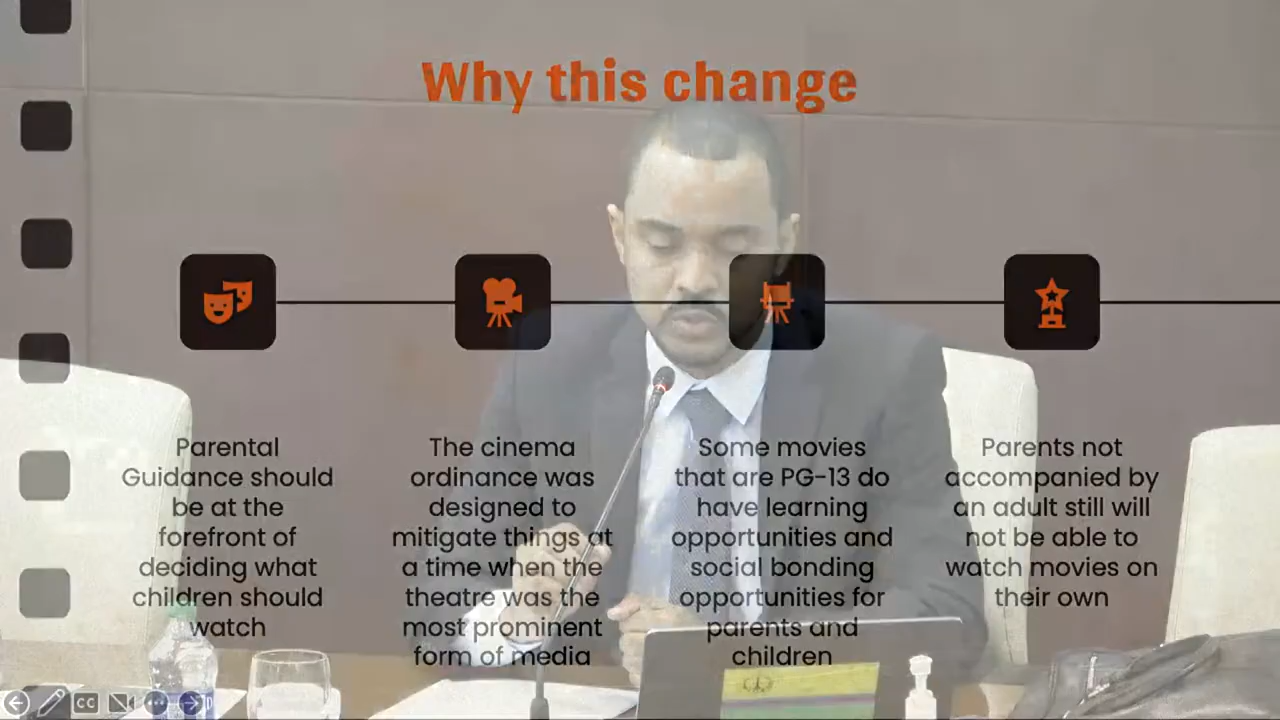 Why this change
Parental
Guidance should
be at the
forefront of
deciding what
children should
watch
The cinema
ordinance was
designed to
mitigate things at
a time when the
theatre was the
most prominent
form of media
Some movies
that are PG-13 do
have learning
opportunities and
social bonding
opportunities for
parents and
children
Parents not
accompanied by
an adult still will
not be able to
watch movies on
their own
CC